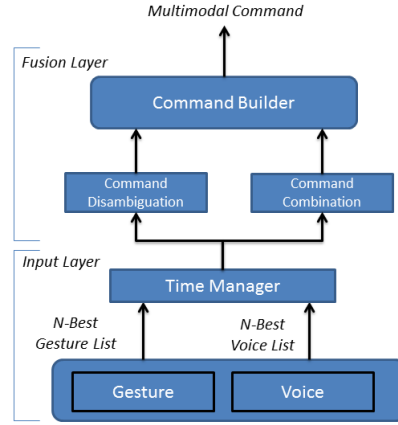 Multimodal Command
Fusion Layer
Command Builder
Command
Disambiguation
Command
Combination
Input Layer
Time Manager
N-Best
Gesture List
N-Best
Voice List
Gesture
Voice